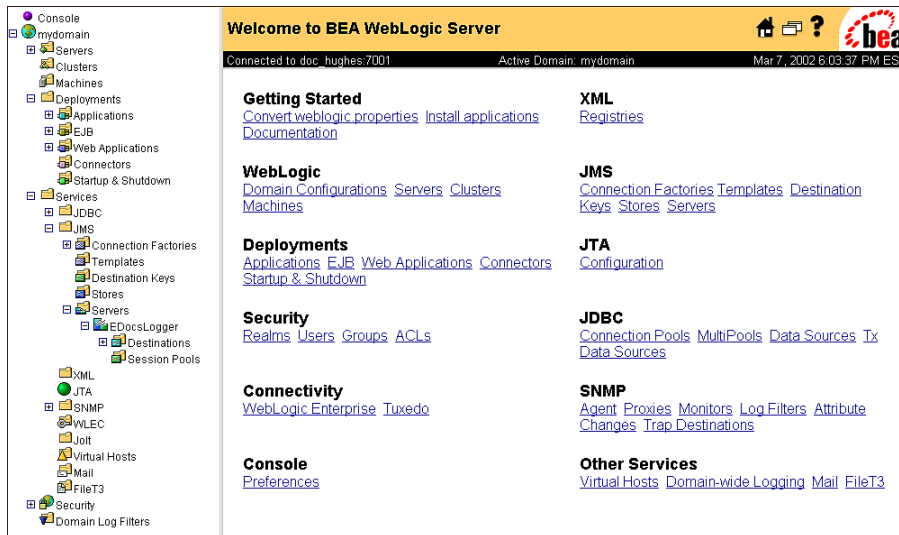 Console
mydomain
Servers
Clusters
Machines
Deployments
Applications
EJB
Web Applications
Connectors
Startup & Shutdown
Services
JDBC
JMS
Connection Factories
Templates
Destination Keys
Stores
Servers
EDocsLogger
Destinations
Session Pools
XML
JTA
SNMP
WLEC
Jolt
Virtual Hosts
Mail
FileT3
Security
Domain Log Filters
Welcome to BEA WebLogic Server
?
bea
Connected to doc_hughes:7001 Active Domain: mydomain Mar 7, 2002 6:03:37 PM ES
Getting Started
Convert weblogic.properties Install applications
Documentation
WebLogic
Domain Configurations Servers Clusters
Machines
Deployments
Applications EJB Web Applications Connectors
Startup & Shutdown
Security
Realms Users Groups ACLs
Connectivity
WebLogic Enterprise Tuxedo
Console
Preferences
XML
Registries
JMS
Connection Factories Templates Destination
Keys Stores Servers
JTA
Configuration
JDBC
Connection Pools MultiPools Data Sources Tx
Data Sources
SNMP
Agent Proxies Monitors Log Filters Attribute
Changes Trap Destinations
Other Services
Virtual Hosts Domain-wide Logging Mail FileT3